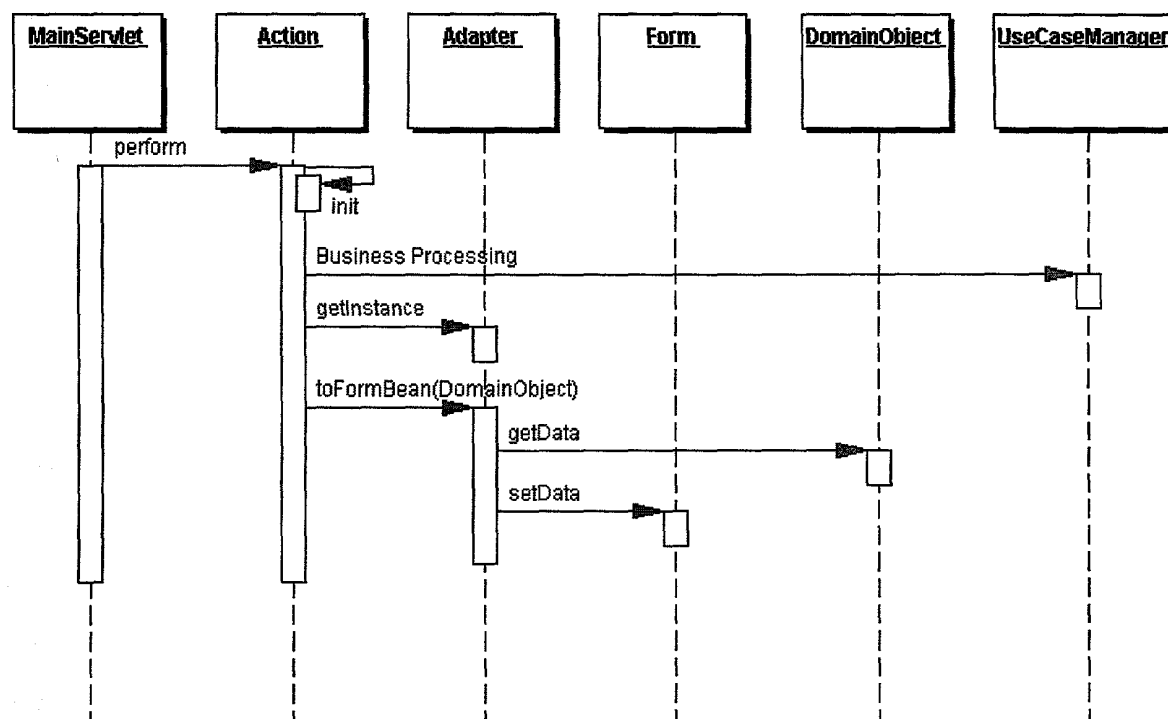 MainServlet
Action
Adapter
Form
DomainObject
UseCaseManager
perform
init
Business Processing
getInstance
toFormBean(DomainObject)
getData
setData